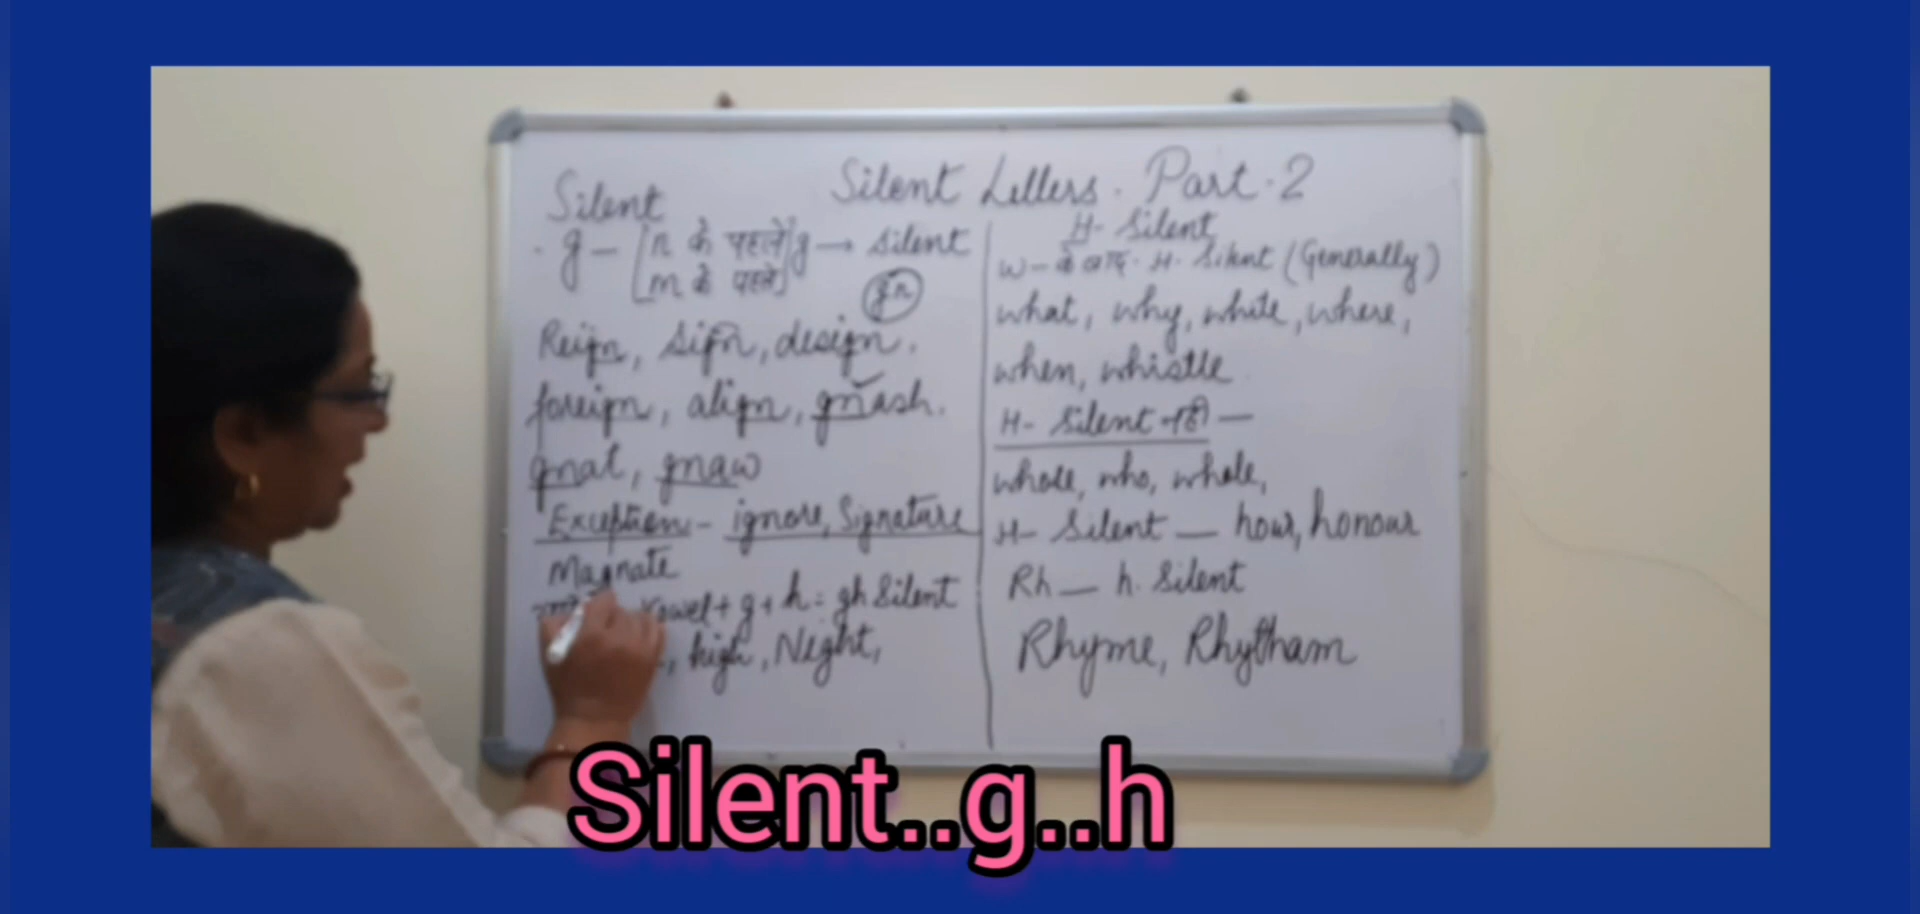 Silent Letters. Part-2
Silent
g - [n के पहले] g → silent
[m के पहले]
gn
Reign, Sign, design.
foreign, align, gnash.
gnat, gnaw
Exception - ignore, Signature
Magnate
vowel + g + h = gh Silent
high, Night,
H- Silent
w - के बाद H- Silent (Generally)
what, why, white, where,
when, whistle
H- Silent नहीं —
whose, who, whole,
H- Silent — hour, honour
Rh — h. Silent
Rhyme, Rhytham
Silent..g..h